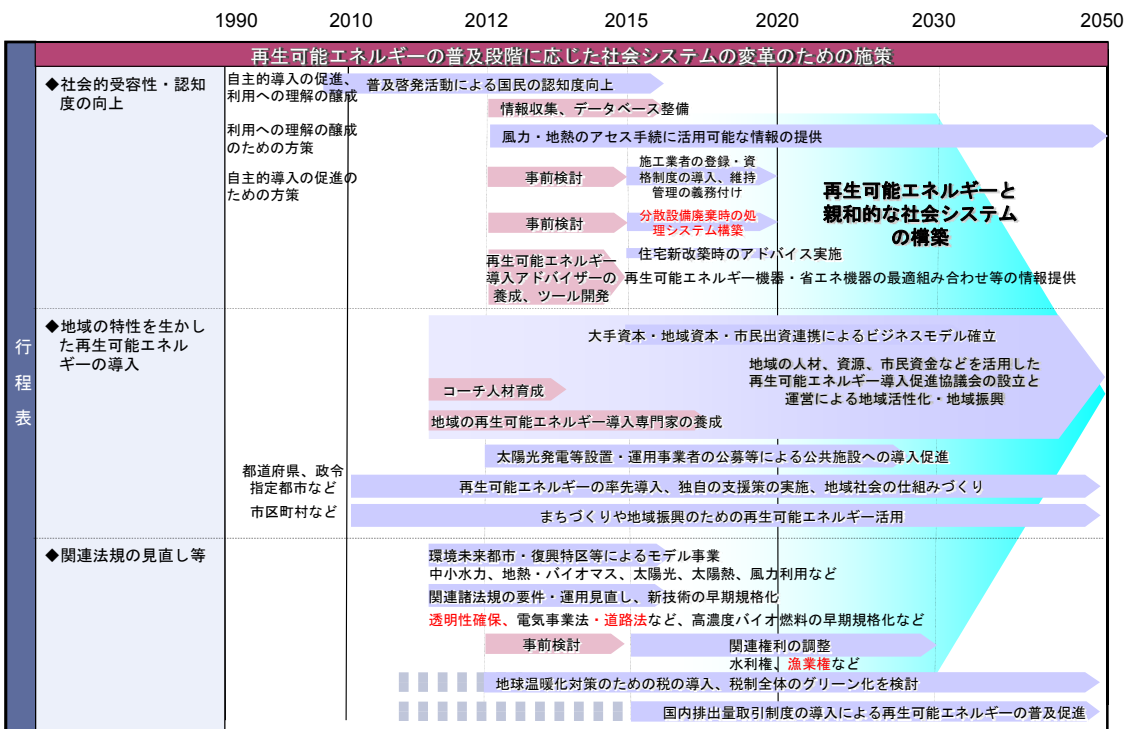 1990 2010 2012 2015 2020 2030 2050
再生可能エネルギーの普及段階に応じた社会システムの変革のための施策
行程表
◆社会的受容性・認知
度の向上
自主的導入の促進、
利用への理解の醸成
普及啓発活動による国民の認知度向上
情報収集、データベース整備
利用への理解の醸成
のための方策
風力・地熱のアセス手続に活用可能な情報の提供
自主的導入の促進の
ための方策
事前検討
施工業者の登録・資
格制度の導入、維持
管理の義務付け
事前検討
分散設備廃棄時の処
理システム構築
再生可能エネルギー
導入アドバイザーの
養成、ツール開発
住宅新改築時のアドバイス実施
再生可能エネルギー機器・省エネ機器の最適組み合わせ等の情報提供
再生可能エネルギーと
親和的な社会システム
の構築
◆地域の特性を生かし
た再生可能エネル
ギーの導入
大手資本・地域資本・市民出資連携によるビジネスモデル確立
地域の人材、資源、市民資金などを活用した
再生可能エネルギー導入促進協議会の設立と
運営による地域活性化・地域振興
コーチ人材育成
地域の再生可能エネルギー導入専門家の養成
太陽光発電等設置・運用事業者の公募等による公共施設への導入促進
都道府県、政令
指定都市など
再生可能エネルギーの率先導入、独自の支援策の実施、地域社会の仕組みづくり
市区町村など
まちづくりや地域振興のための再生可能エネルギー活用
◆関連法規の見直し等
環境未来都市・復興特区等によるモデル事業
中小水力、地熱・バイオマス、太陽光、太陽熱、風力利用など
関連諸法規の要件・運用見直し、新技術の早期規格化
透明性確保、電気事業法・道路法など、高濃度バイオ燃料の早期規格化など
事前検討
関連権利の調整
水利権、漁業権など
地球温暖化対策のための税の導入、税制全体のグリーン化を検討
国内排出量取引制度の導入による再生可能エネルギーの普及促進